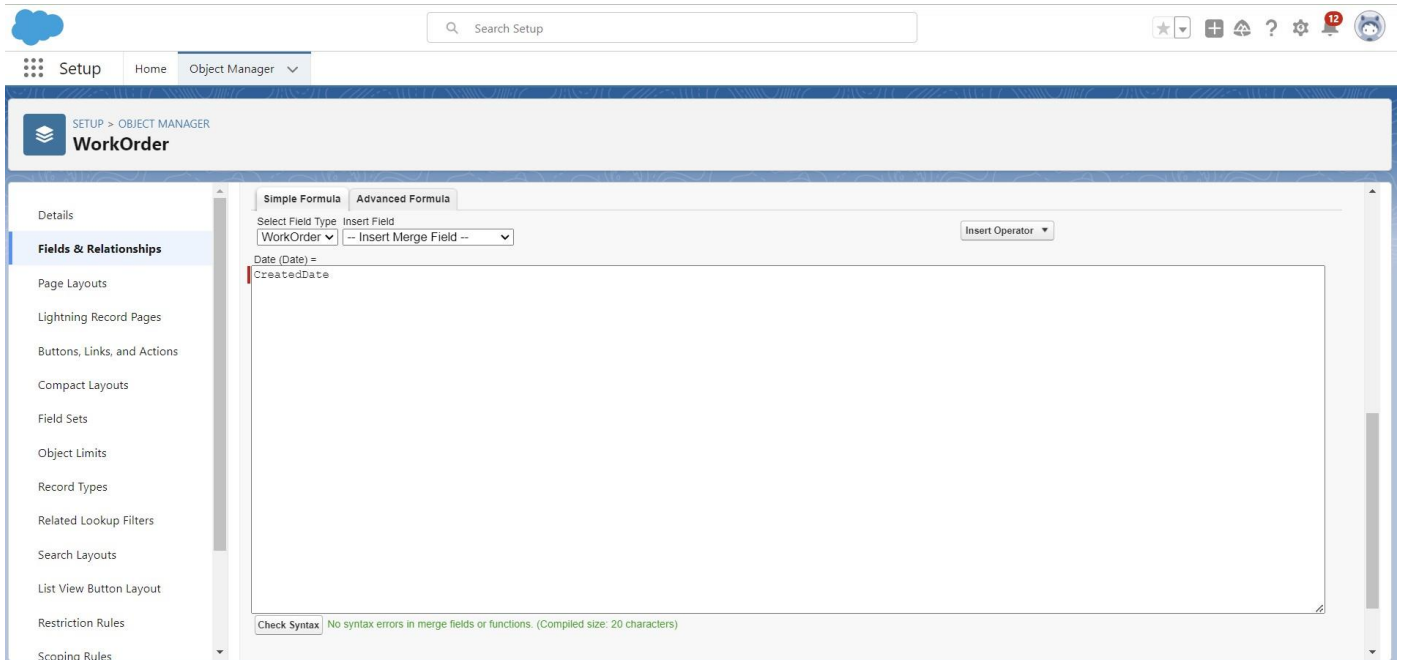 Search Setup
12
Setup
Home
Object Manager
SETUP > OBJECT MANAGER
WorkOrder
Details
Fields & Relationships
Page Layouts
Lightning Record Pages
Buttons, Links, and Actions
Compact Layouts
Field Sets
Object Limits
Record Types
Related Lookup Filters
Search Layouts
List View Button Layout
Restriction Rules
Scoping Rules
Simple Formula
Advanced Formula
Select Field Type Insert Field
WorkOrder
-- Insert Merge Field --
Insert Operator
Date (Date) =
CreatedDate
Check Syntax
No syntax errors in merge fields or functions. (Compiled size: 20 characters)